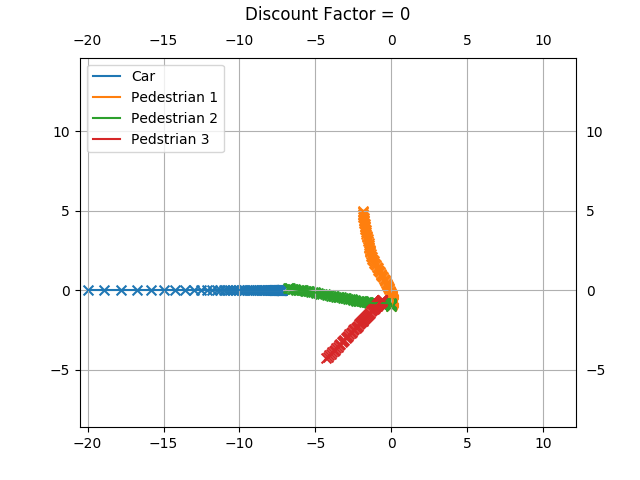 Discount Factor = 0
−20 −15 −10 −5 0 5 10
Car
Pedestrian 1
Pedestrian 2
Pedstrian 3
10 10
5 5
0 0
−5 −5
−20 −15 −10 −5 0 5 10